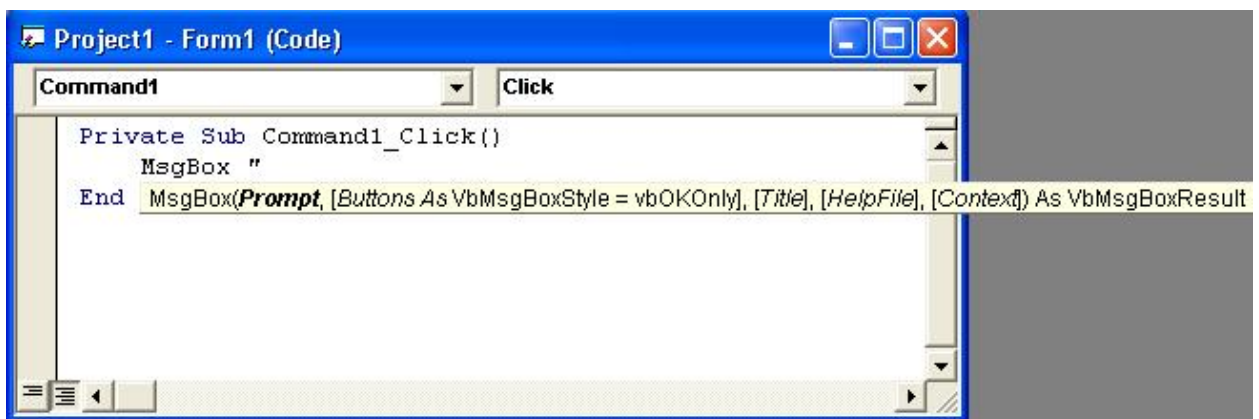 Project1 - Form1 (Code)
Command1 Click
Private Sub Command1_Click()
MsgBox "
End
MsgBox(Prompt, [Buttons As VbMsgBoxStyle = vbOKOnly], [Title], [HelpFile], [Context]) As VbMsgBoxResult